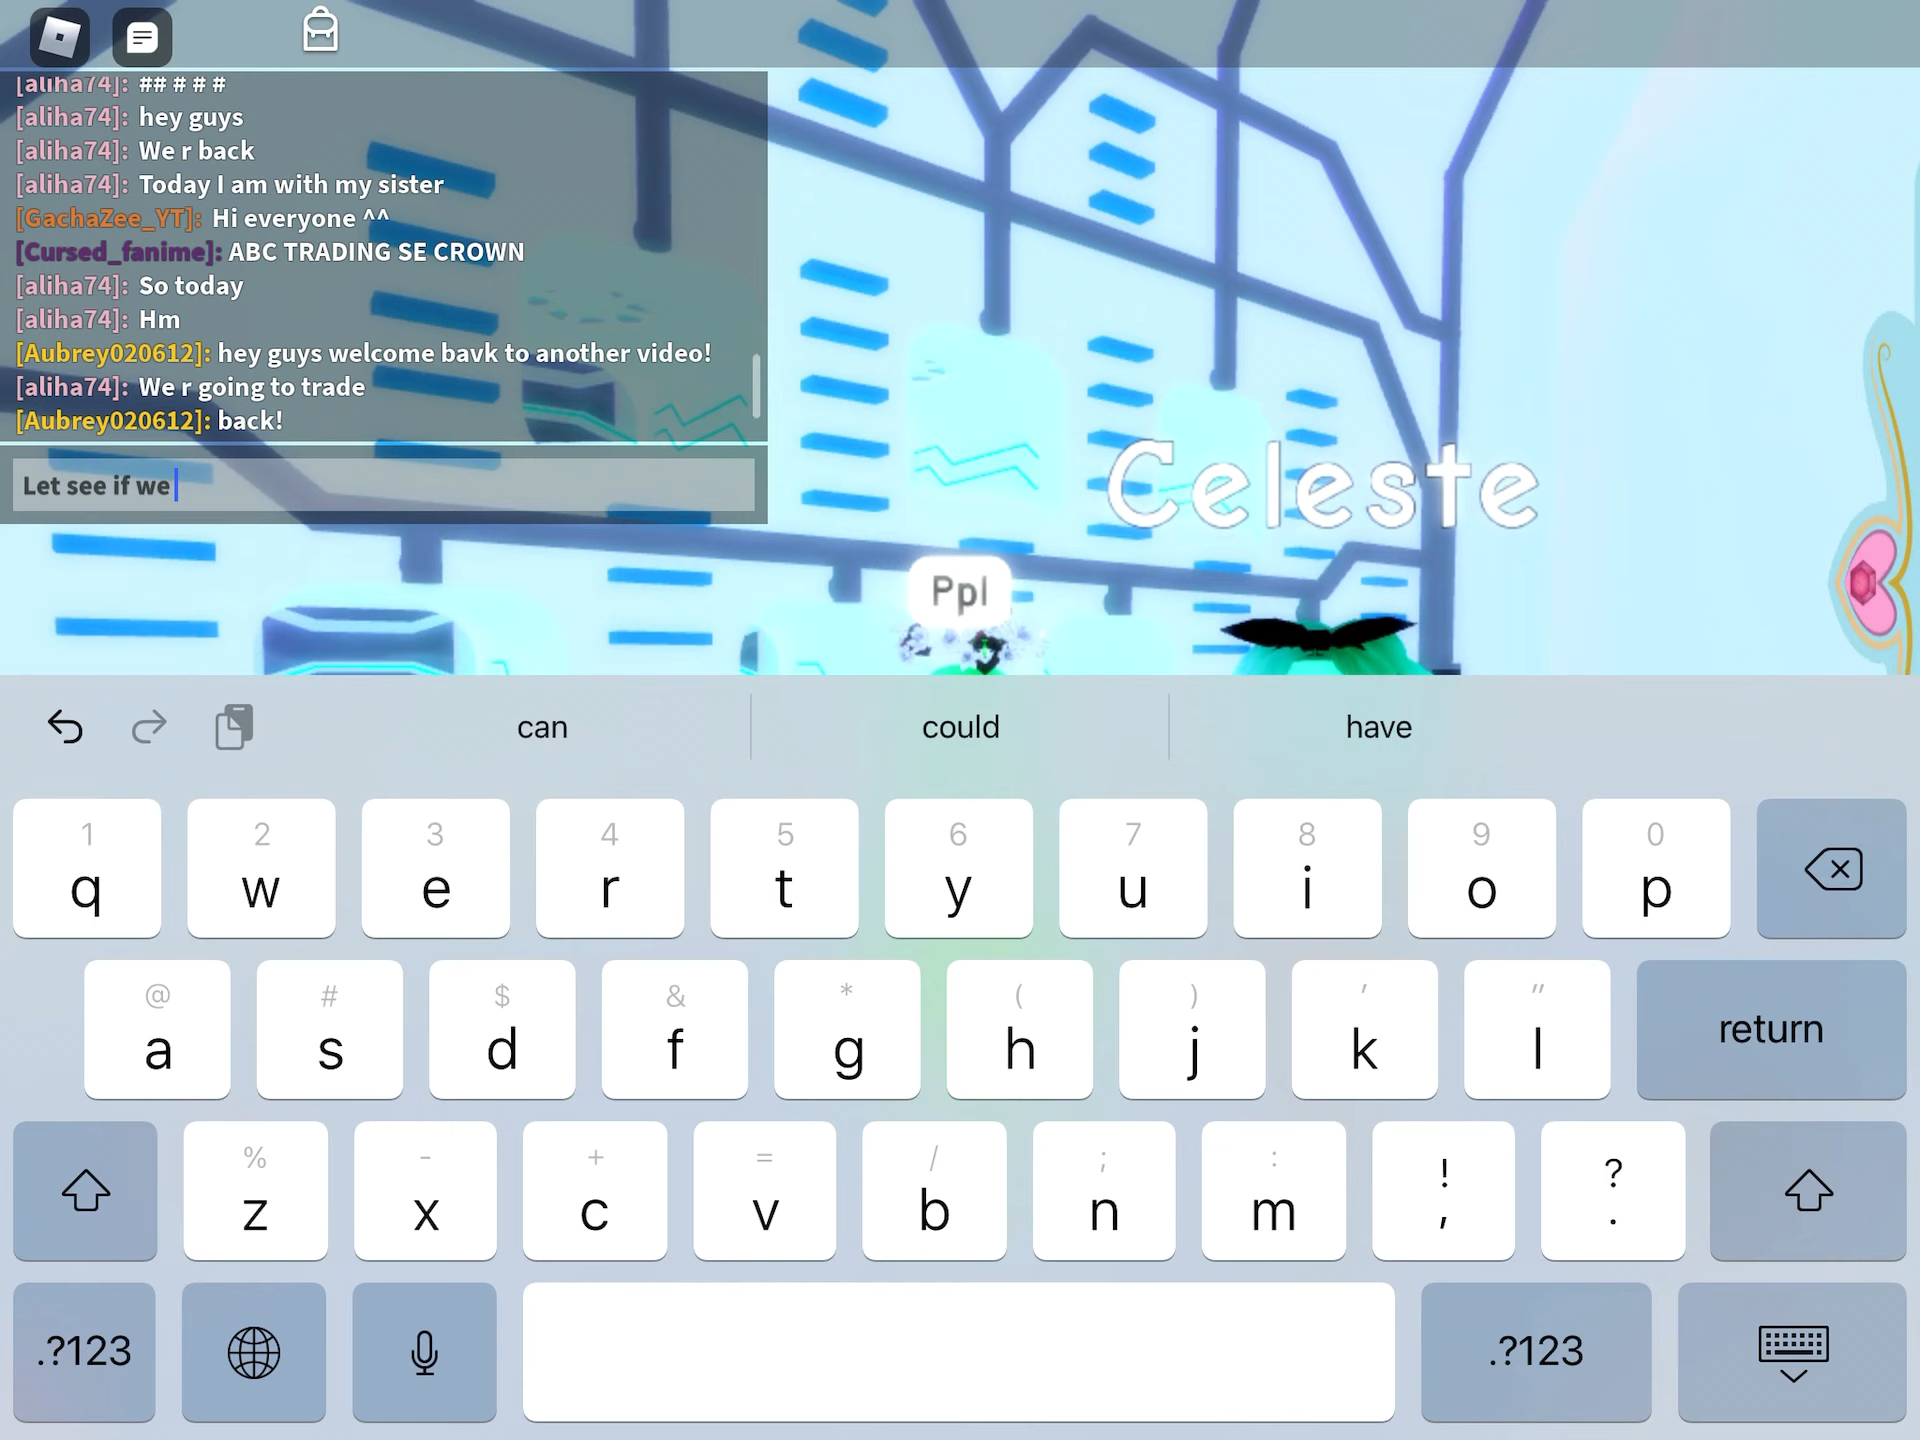 [aliha74]: ## # # #
[aliha74]: hey guys
[aliha74]: We r back
[aliha74]: Today I am with my sister
[GachaZee_YT]: Hi everyone ^^
[Cursed_fanime]: ABC TRADING SE CROWN
[aliha74]: So today
[aliha74]: Hm
[Aubrey020612]: hey guys welcome bavk to another video!
[aliha74]: We r going to trade
[Aubrey020612]: back!
Let see if we
Celeste
Ppl
can could have
1 2 3 4 5 6 7 8 9 0
q w e r t y u i o p
@ # $ & * ( ) ' "
a s d f g h j k l return
% - + = / ; : ! ?
z x c v b n m , .
.?123 .?123